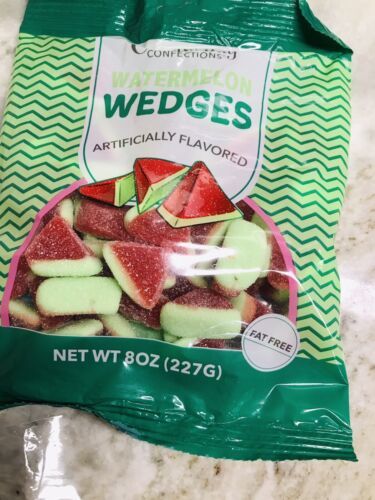 CONFECTIONS
WATERMELON
WEDGES
ARTIFICIALLY FLAVORED
FAT FREE
NET WT 8OZ (227G)